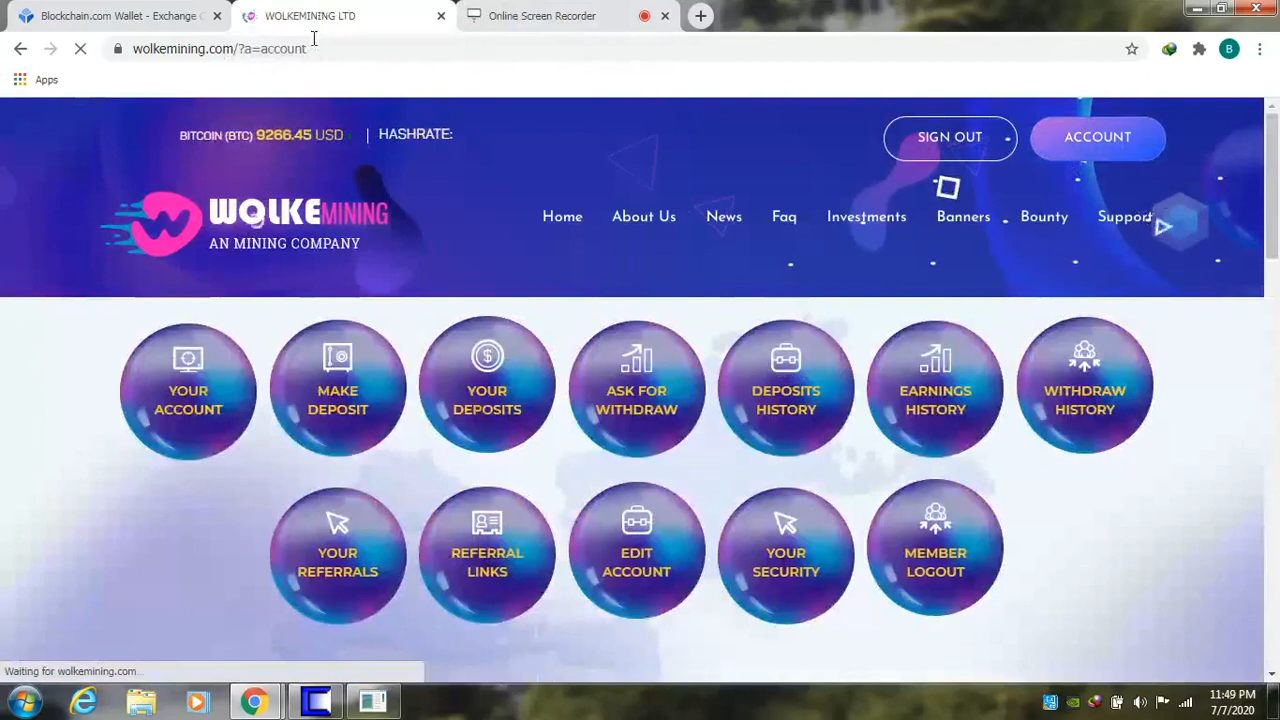 Blockchain.com Wallet - Exchange C
WOLKEMINING LTD
Online Screen Recorder
wolkemining.com/?a=account
B
Apps
BITCOIN (BTC) 9266.45 USD | HASHRATE:
SIGN OUT
ACCOUNT
WOLKEMINING
AN MINING COMPANY
Home
About Us
News
Faq
Investments
Banners
Bounty
Support
YOUR
ACCOUNT
MAKE
DEPOSIT
YOUR
DEPOSITS
ASK FOR
WITHDRAW
DEPOSITS
HISTORY
EARNINGS
HISTORY
WITHDRAW
HISTORY
YOUR
REFERRALS
REFERRAL
LINKS
EDIT
ACCOUNT
YOUR
SECURITY
MEMBER
LOGOUT
Waiting for wolkemining.com...
11:49 PM
7/7/2020